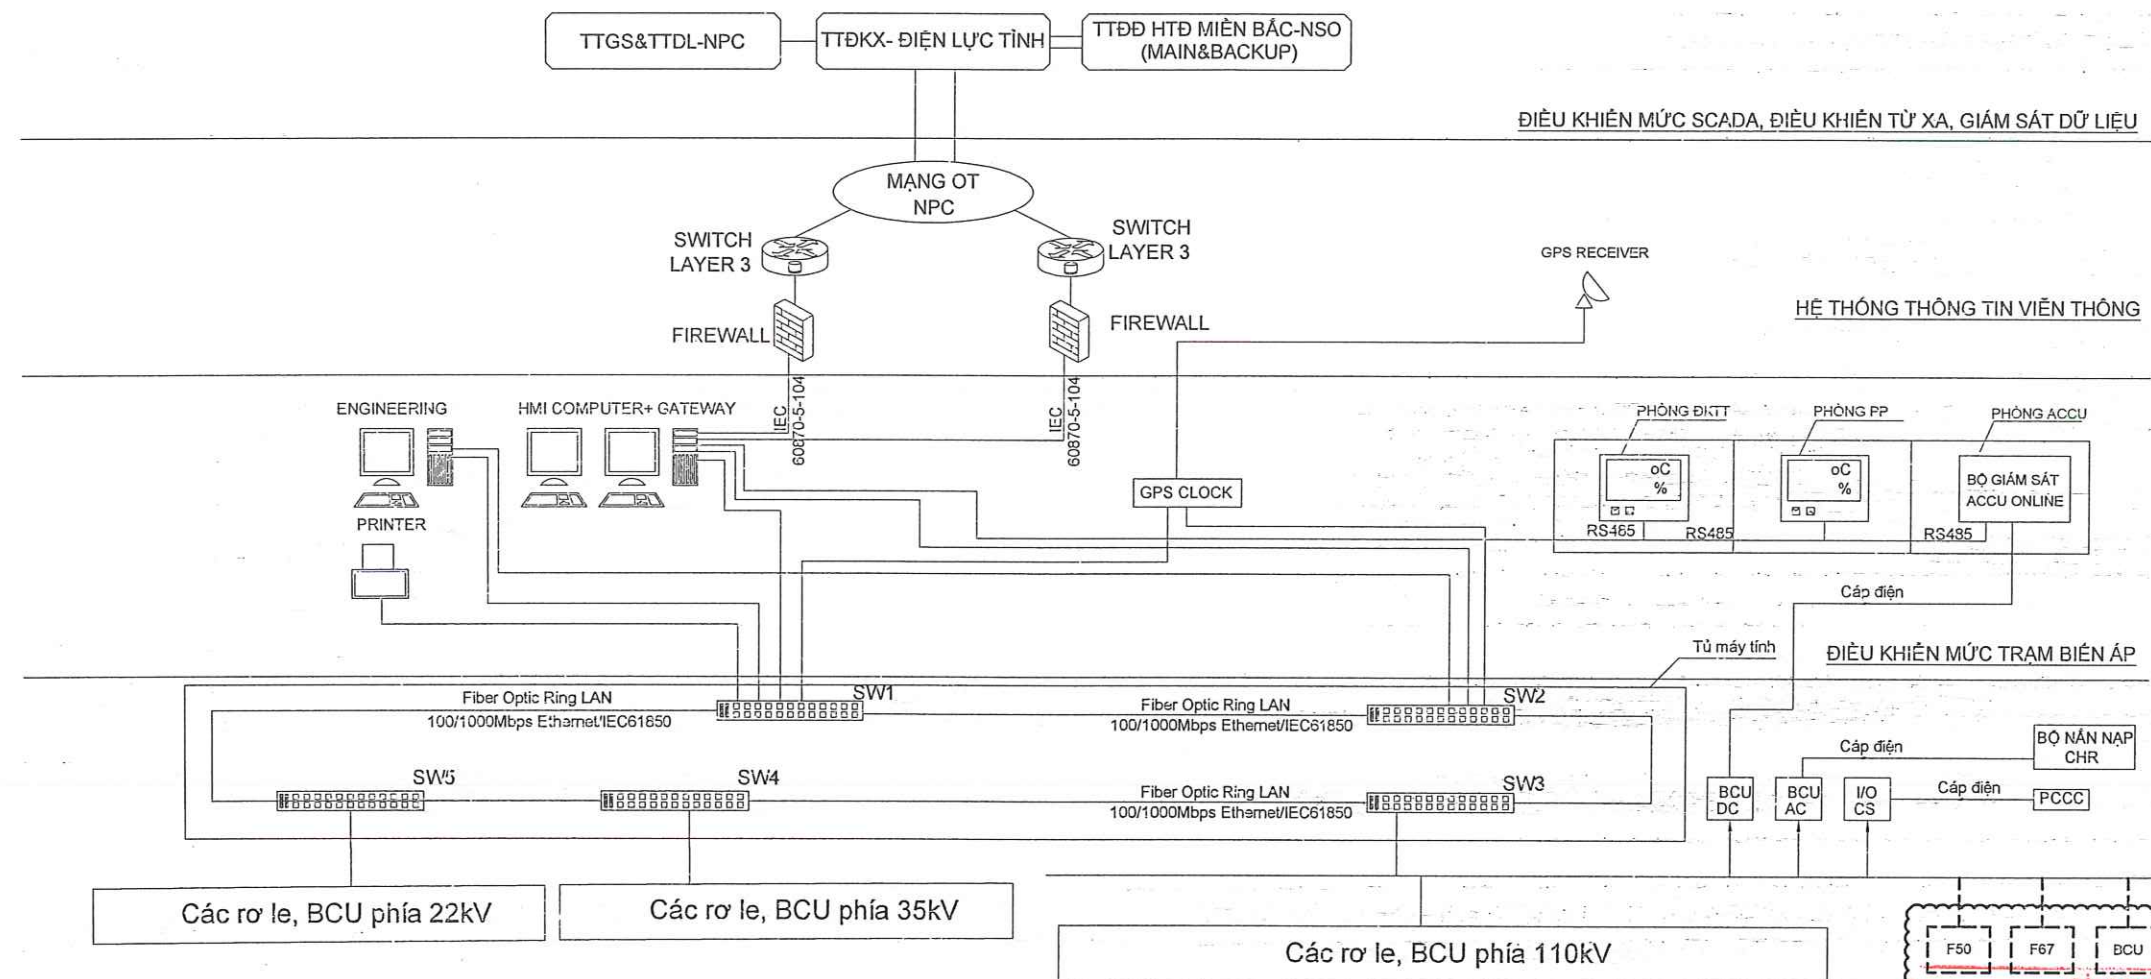 TTGS&TTDL-NPC
TTĐKX- ĐIỆN LỰC TỈNH
TTĐĐ HTĐ MIỀN BẮC-NSO
(MAIN&BACKUP)
ĐIỀU KHIỂN MỨC SCADA, ĐIỀU KHIỂN TỪ XA, GIÁM SÁT DỮ LIỆU
MẠNG OT
NPC
SWITCH
LAYER 3
SWITCH
LAYER 3
GPS RECEIVER
FIREWALL
FIREWALL
HỆ THỐNG THÔNG TIN VIỄN THÔNG
ENGINEERING
HMI COMPUTER+ GATEWAY
IEC
60870-5-104
IEC
60870-5-104
PHÒNG ĐKTT
PHÒNG PP
PHÒNG ACCU
oC
%
oC
%
BỘ GIÁM SÁT
ACCU ONLINE
GPS CLOCK
PRINTER
RS485
RS485
RS485
Cáp điện
Tủ máy tính
ĐIỀU KHIỂN MỨC TRẠM BIẾN ÁP
Fiber Optic Ring LAN
100/1000Mbps Ethernet/IEC61850
SW1
Fiber Optic Ring LAN
100/1000Mbps Ethernet/IEC61850
SW2
SW5
SW4
Fiber Optic Ring LAN
100/1000Mbps Ethernet/IEC61850
SW3
Cáp điện
BỘ NẮN NẠP
CHR
BCU
DC
BCU
AC
I/O
CS
Cáp điện
PCCC
Các rơ le, BCU phía 22kV
Các rơ le, BCU phía 35kV
Các rơ le, BCU phía 110kV
F50
F67
BCU